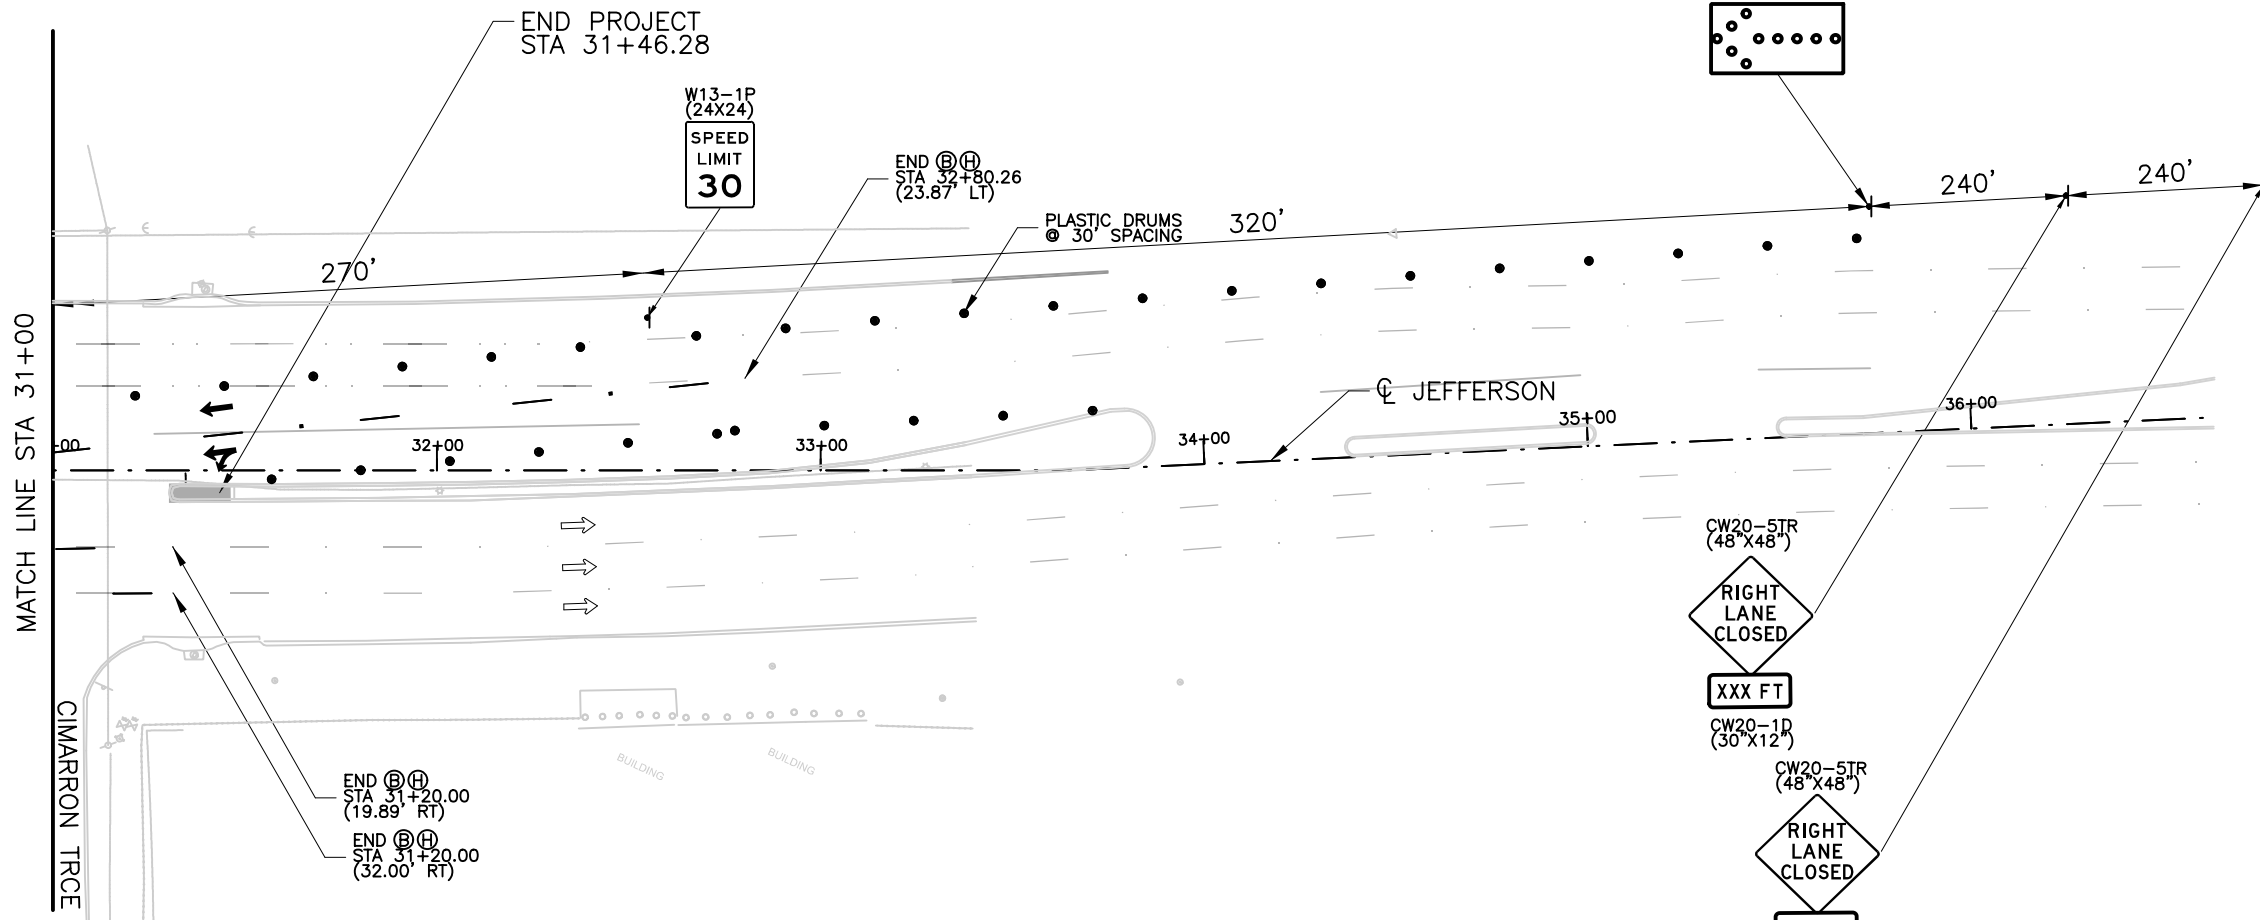 END PROJECT
STA 31+46.28
W13-1P
(24X24)
SPEED
LIMIT
30
END Ⓑ Ⓗ
STA 32+80.26
(23.87' LT)
PLASTIC DRUMS
@ 30' SPACING
270'
320'
240'
240'
MATCH LINE STA 31+00
℄ JEFFERSON
-00
32+00
33+00
34+00
35+00
36+00
CW20-5TR
(48"X48")
RIGHT
LANE
CLOSED
XXX FT
CW20-1D
(30"X12")
CW20-5TR
(48"X48")
RIGHT
LANE
CLOSED
BUILDING
BUILDING
CIMARRON TRCE
END Ⓑ Ⓗ
STA 31+20.00
(19.89' RT)
END Ⓑ Ⓗ
STA 31+20.00
(32.00' RT)